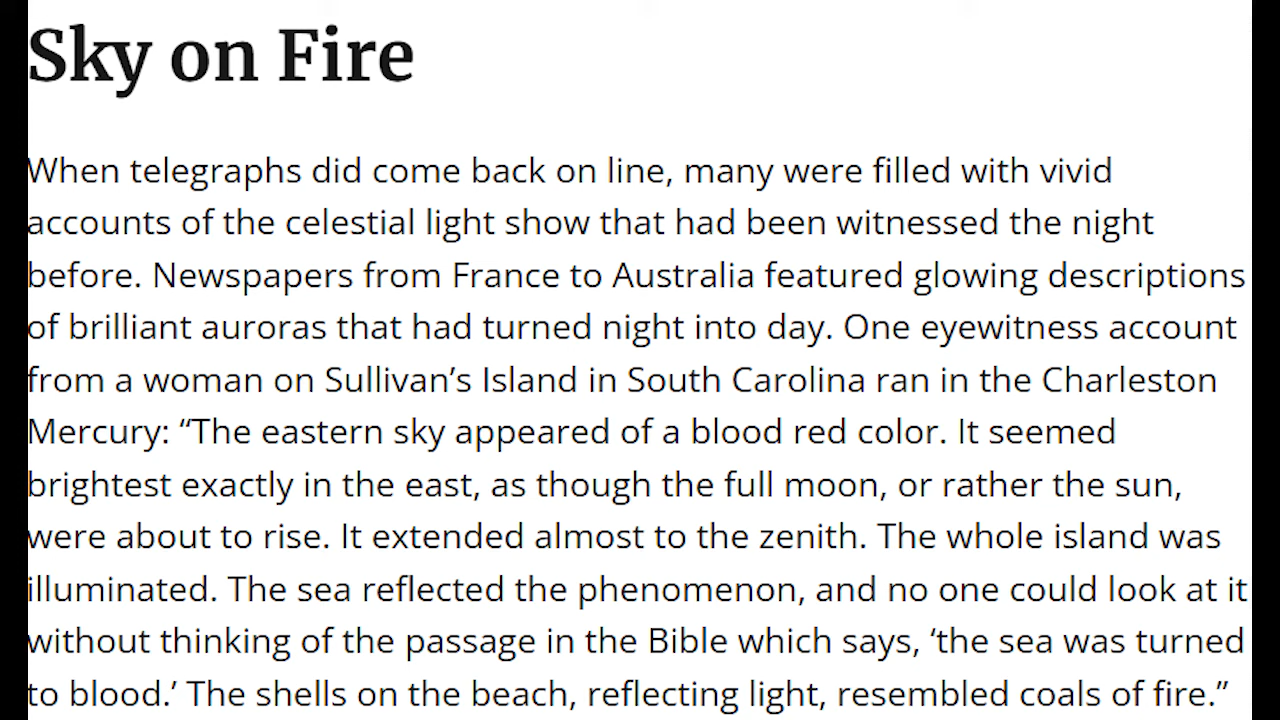 Sky on Fire
When telegraphs did come back on line, many were filled with vivid
accounts of the celestial light show that had been witnessed the night
before. Newspapers from France to Australia featured glowing descriptions
of brilliant auroras that had turned night into day. One eyewitness account
from a woman on Sullivan’s Island in South Carolina ran in the Charleston
Mercury: “The eastern sky appeared of a blood red color. It seemed
brightest exactly in the east, as though the full moon, or rather the sun,
were about to rise. It extended almost to the zenith. The whole island was
illuminated. The sea reflected the phenomenon, and no one could look at it
without thinking of the passage in the Bible which says, ‘the sea was turned
to blood.’ The shells on the beach, reflecting light, resembled coals of fire.”